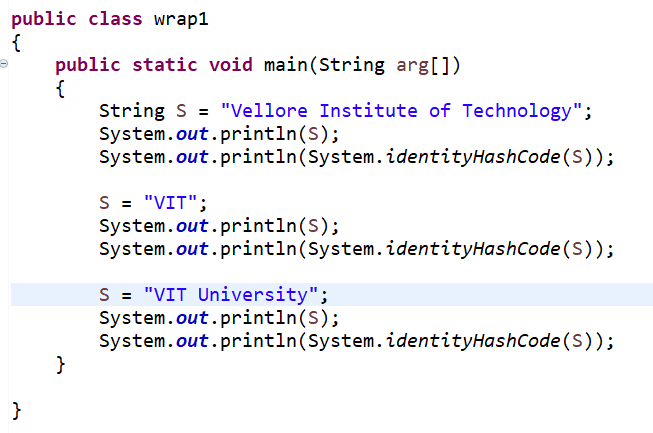 public class wrap1
{
    public static void main(String arg[])
    {
        String S = "Vellore Institute of Technology";
        System.out.println(S);
        System.out.println(System.identityHashCode(S));

        S = "VIT";
        System.out.println(S);
        System.out.println(System.identityHashCode(S));

        S = "VIT University";
        System.out.println(S);
        System.out.println(System.identityHashCode(S));
    }

}